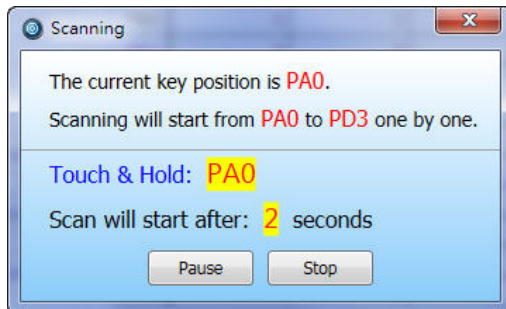 Scanning
The current key position is PA0.
Scanning will start from PA0 to PD3 one by one.
Touch & Hold: PA0
Scan will start after: 2 seconds
Pause Stop